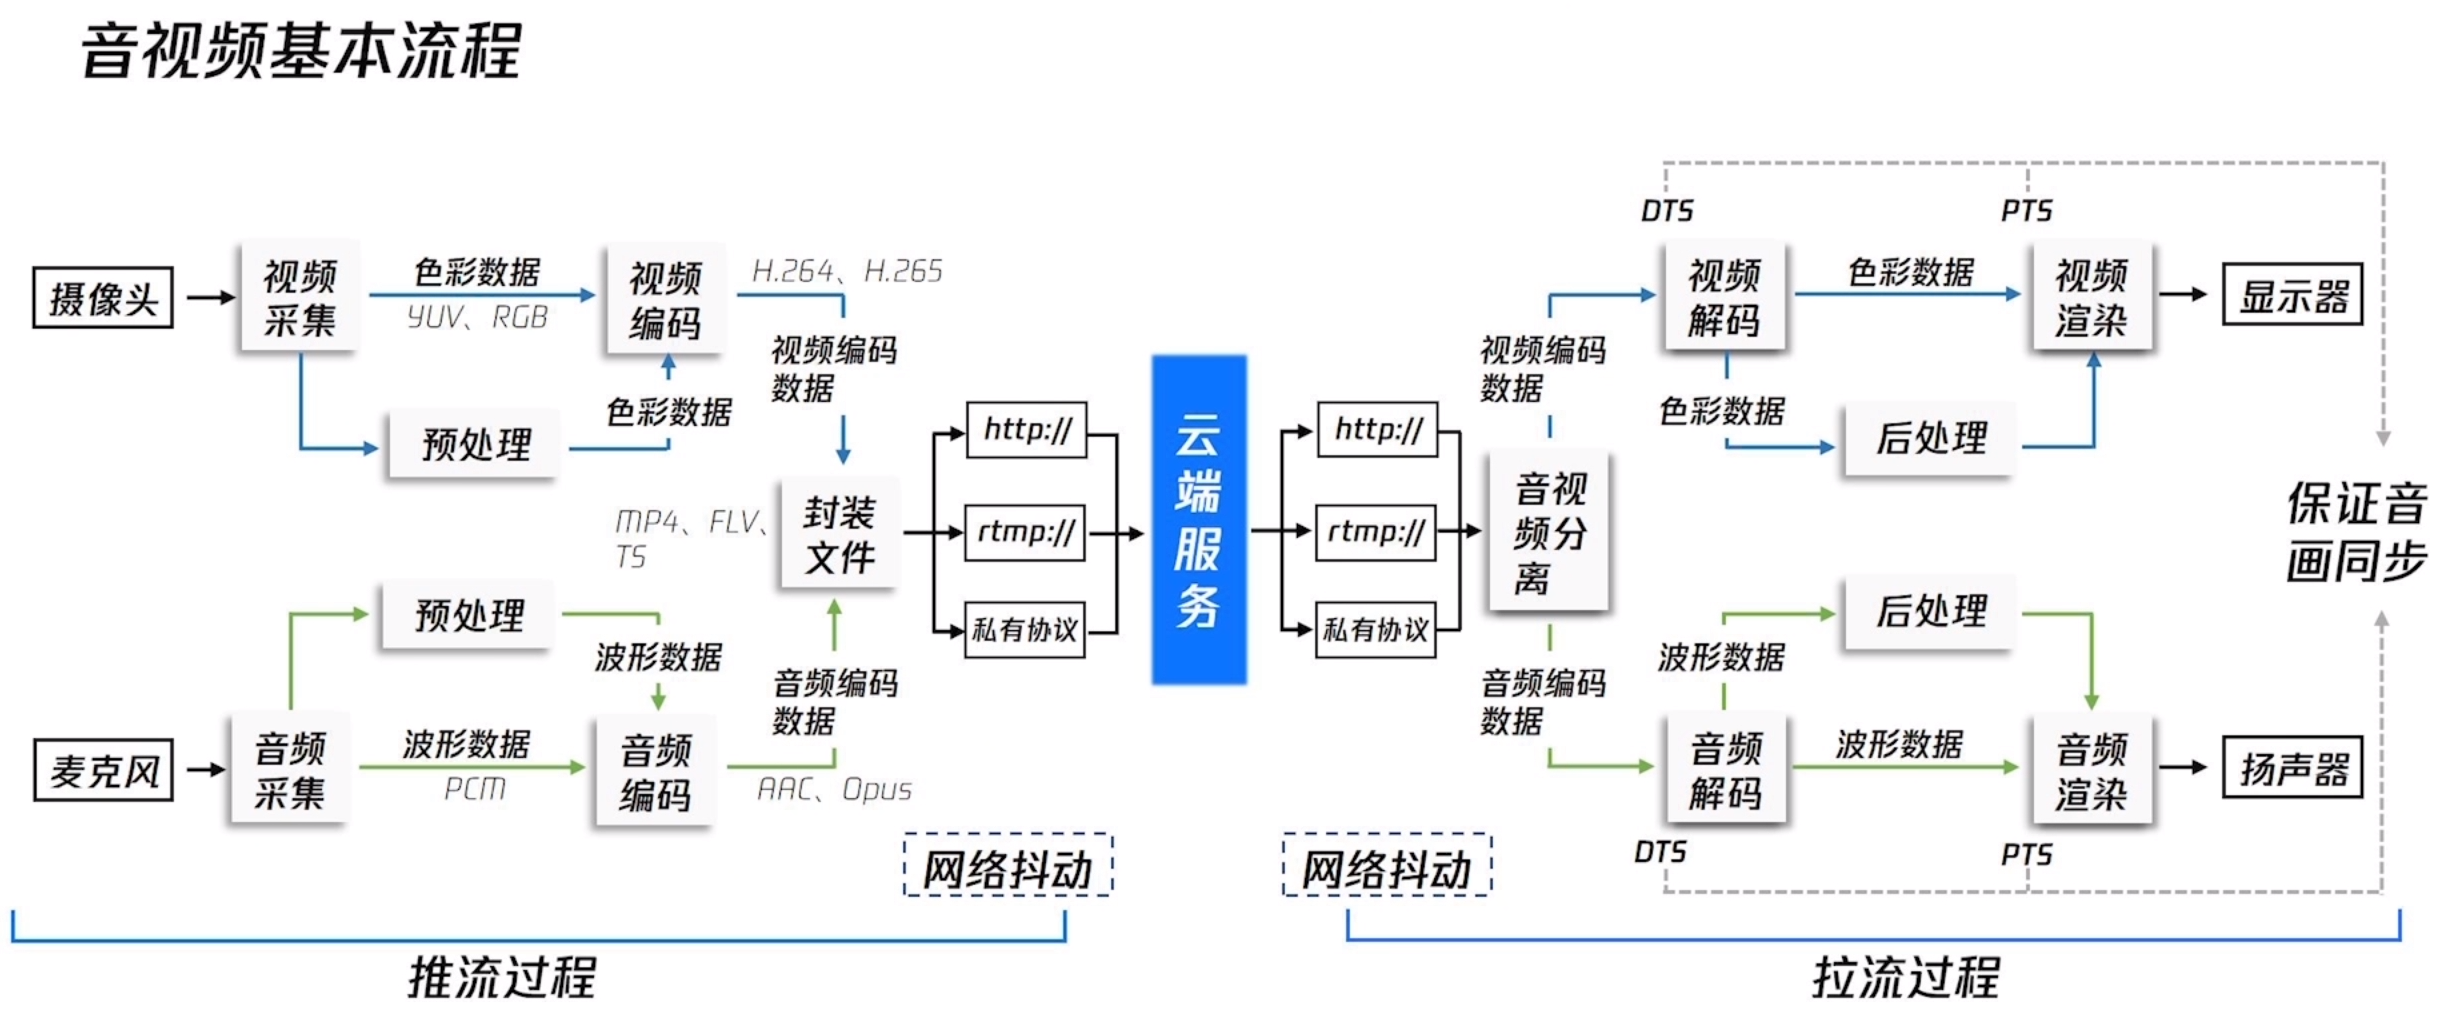 音视频基本流程
摄像头
视频
采集
色彩数据
YUV、RGB
视频
编码
H.264、H.265
视频编码
数据
预处理
色彩数据
MP4、FLV、
TS
封装
文件
预处理
波形数据
麦克风
音频
采集
波形数据
PCM
音频
编码
音频编码
数据
AAC、Opus
http://
rtmp://
私有协议
云
端
服
务
http://
rtmp://
私有协议
音视
频分
离
视频编码
数据
音频编码
数据
DTS
视频
解码
色彩数据
PTS
视频
渲染
显示器
色彩数据
后处理
保证音
画同步
后处理
波形数据
音频
解码
波形数据
音频
渲染
扬声器
DTS
PTS
网络抖动
网络抖动
推流过程
拉流过程